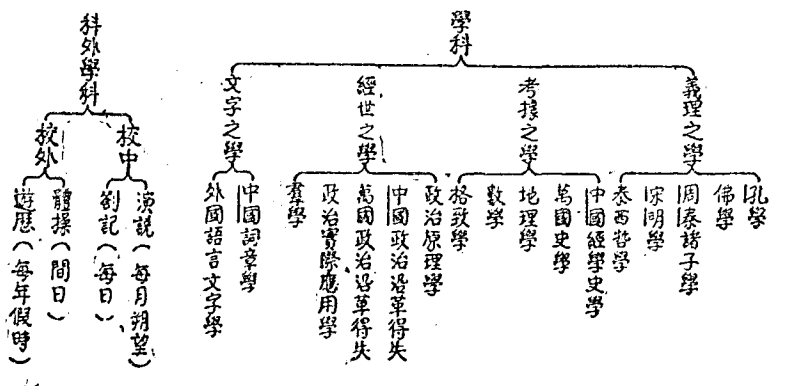 學科
義理之學
孔學
佛學
周秦諸子學
宋明學
泰西哲學
考據之學
中國經學史學
萬國史學
地理學
數學
格致學
經世之學
政治原理學
中國政治沿革得失
萬國政治沿革得失
政治實際應用學
羣學
文字之學
中國詞章學
外國語言文字學
科外學科
校中
演説（每月朔望）
劄記（每日）
校外
體操（間日）
遊歷（每年假時）